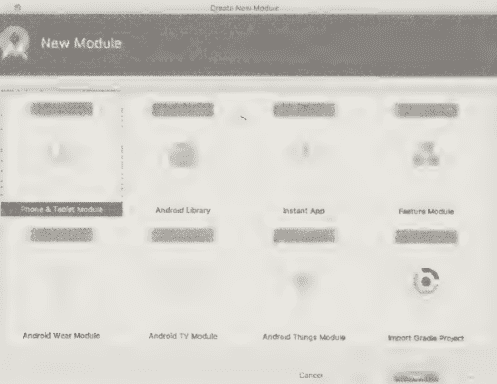 Create New Module
New Module
Phone & Tablet Module
Android Library
Instant App
Feature Module
Android Wear Module
Android TV Module
Android Things Module
Import Gradle Project
Cancel